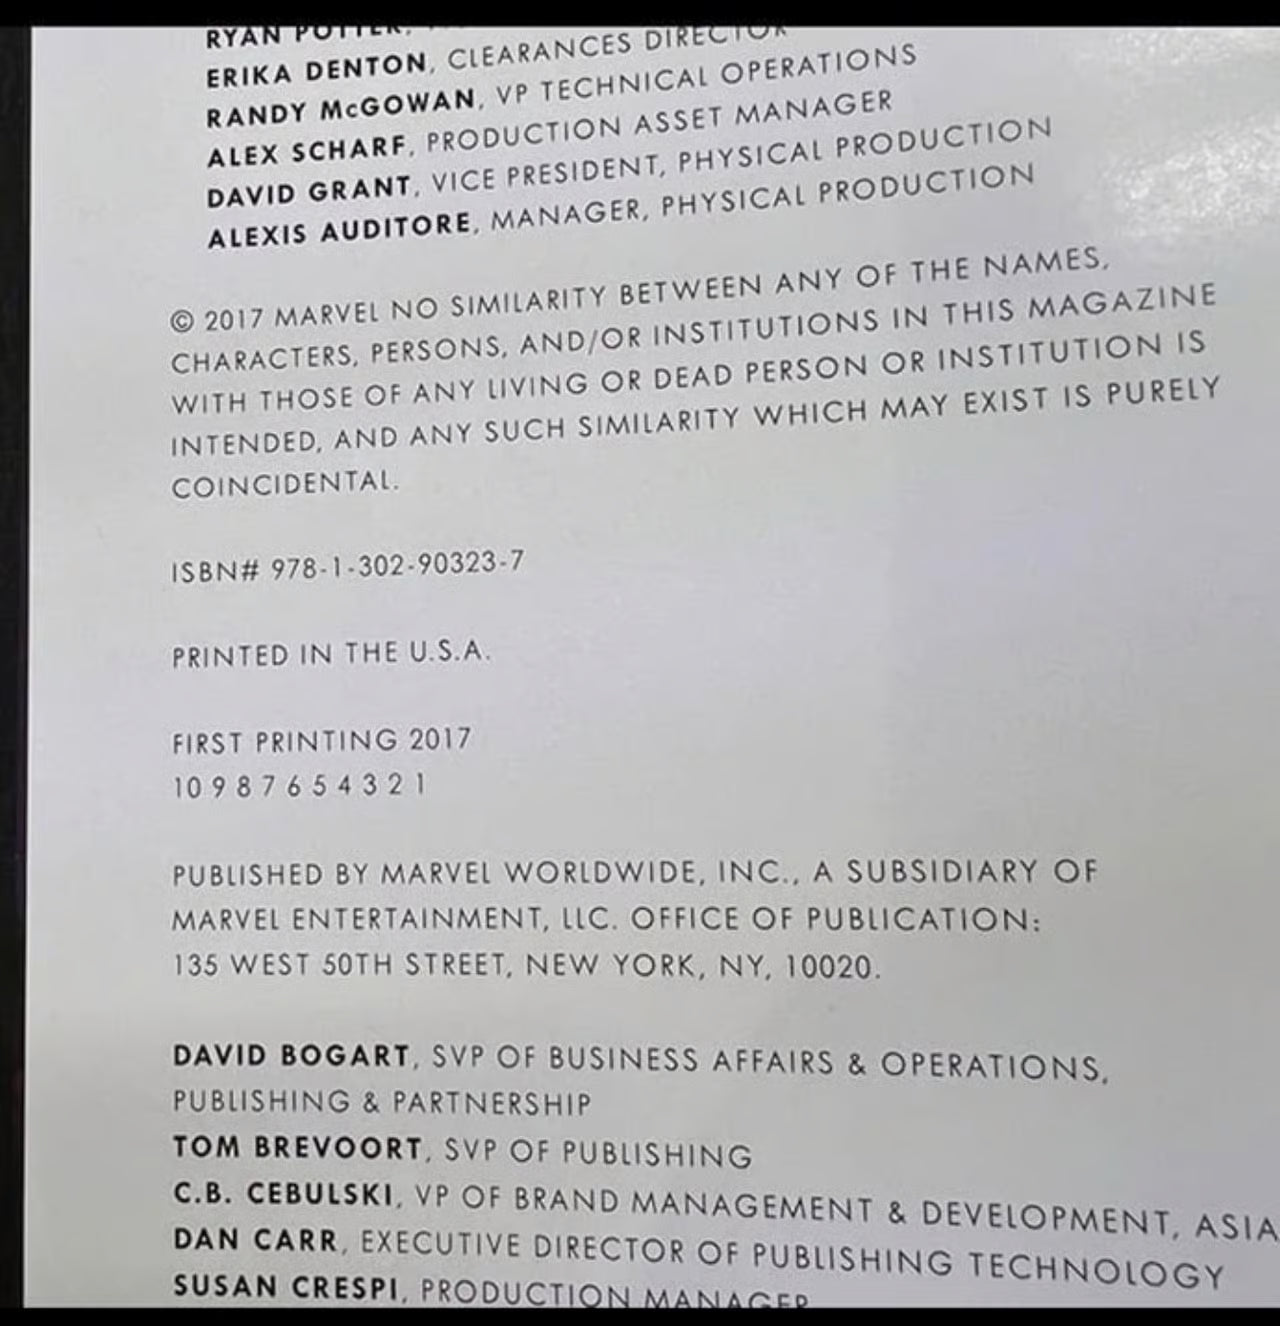 RYAN POTTER,
ERIKA DENTON, CLEARANCES DIRECTOR
RANDY McGOWAN, VP TECHNICAL OPERATIONS
ALEX SCHARF, PRODUCTION ASSET MANAGER
DAVID GRANT, VICE PRESIDENT, PHYSICAL PRODUCTION
ALEXIS AUDITORE, MANAGER, PHYSICAL PRODUCTION
© 2017 MARVEL NO SIMILARITY BETWEEN ANY OF THE NAMES,
CHARACTERS, PERSONS, AND/OR INSTITUTIONS IN THIS MAGAZINE
WITH THOSE OF ANY LIVING OR DEAD PERSON OR INSTITUTION IS
INTENDED, AND ANY SUCH SIMILARITY WHICH MAY EXIST IS PURELY
COINCIDENTAL.
ISBN# 978-1-302-90323-7
PRINTED IN THE U.S.A.
FIRST PRINTING 2017
10 9 8 7 6 5 4 3 2 1
PUBLISHED BY MARVEL WORLDWIDE, INC., A SUBSIDIARY OF
MARVEL ENTERTAINMENT, LLC. OFFICE OF PUBLICATION:
135 WEST 50TH STREET, NEW YORK, NY, 10020.
DAVID BOGART, SVP OF BUSINESS AFFAIRS & OPERATIONS,
PUBLISHING & PARTNERSHIP
TOM BREVOORT, SVP OF PUBLISHING
C.B. CEBULSKI, VP OF BRAND MANAGEMENT & DEVELOPMENT, ASIA
DAN CARR, EXECUTIVE DIRECTOR OF PUBLISHING TECHNOLOGY
SUSAN CRESPI, PRODUCTION MANAGER